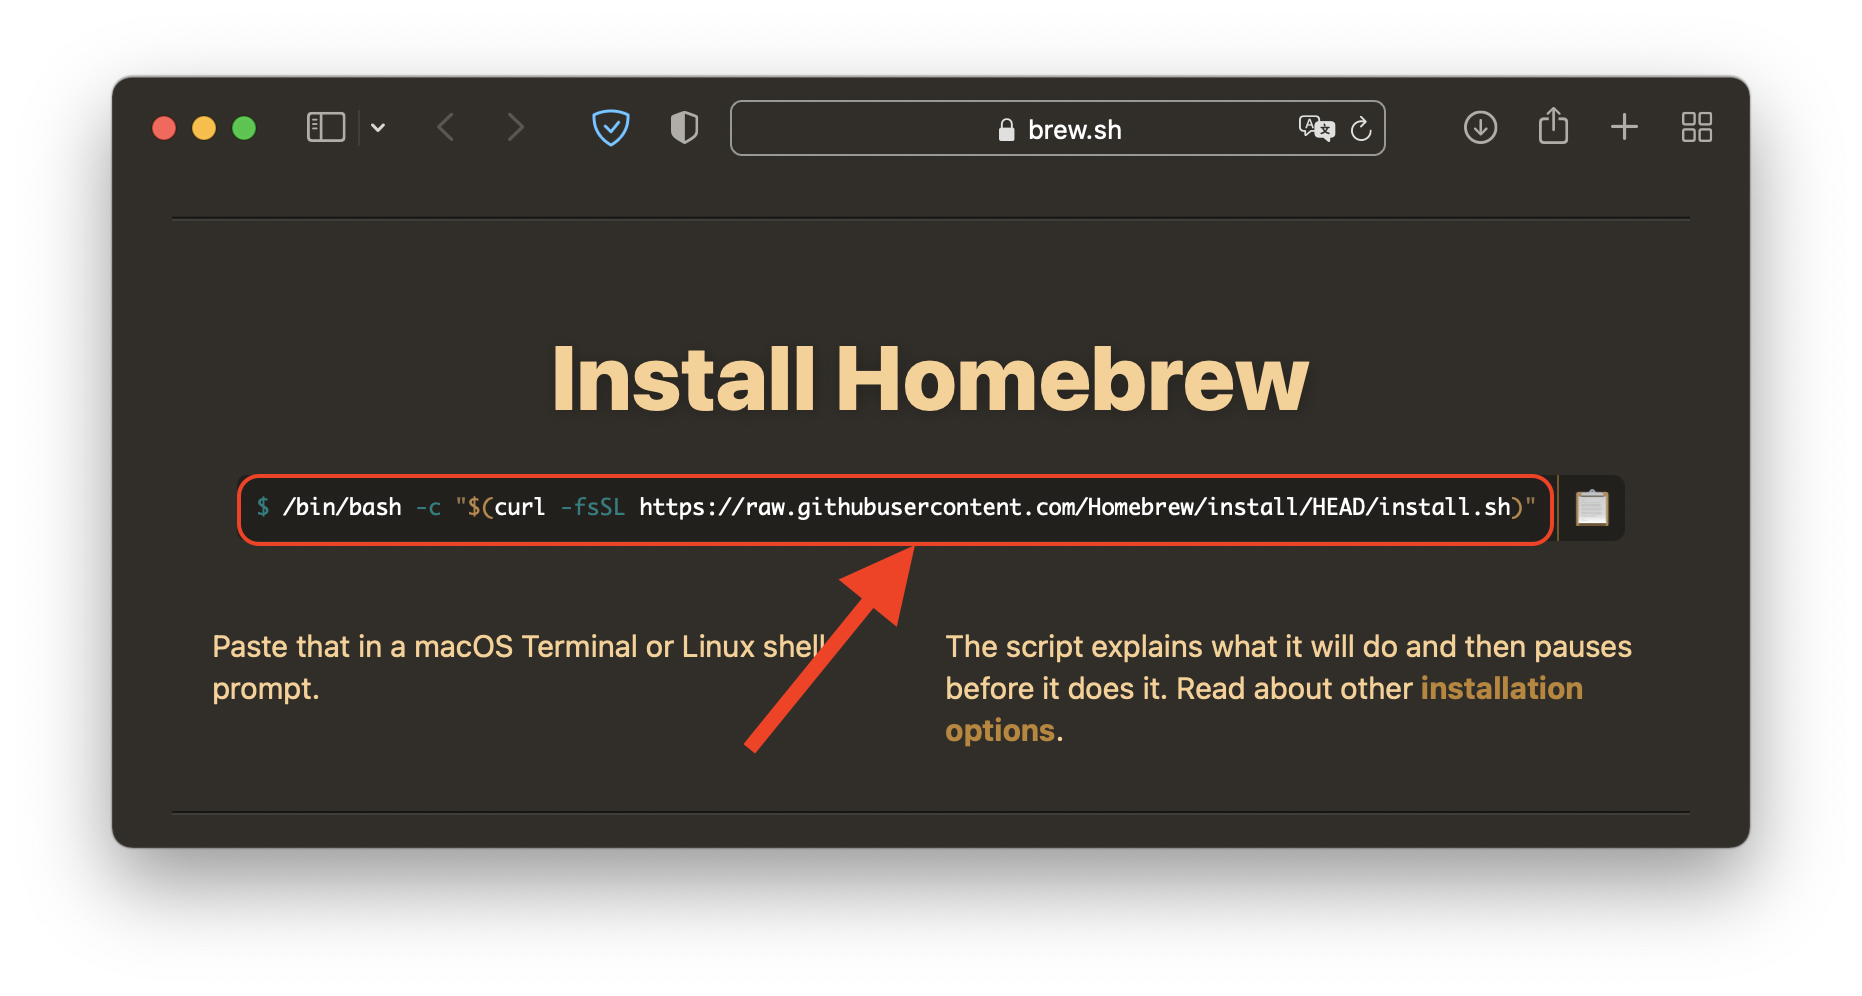 brew.sh
Install Homebrew
$ /bin/bash -c "$(curl -fsSL https://raw.githubusercontent.com/Homebrew/install/HEAD/install.sh)"
Paste that in a macOS Terminal or Linux shell
prompt.
The script explains what it will do and then pauses
before it does it. Read about other installation
options.